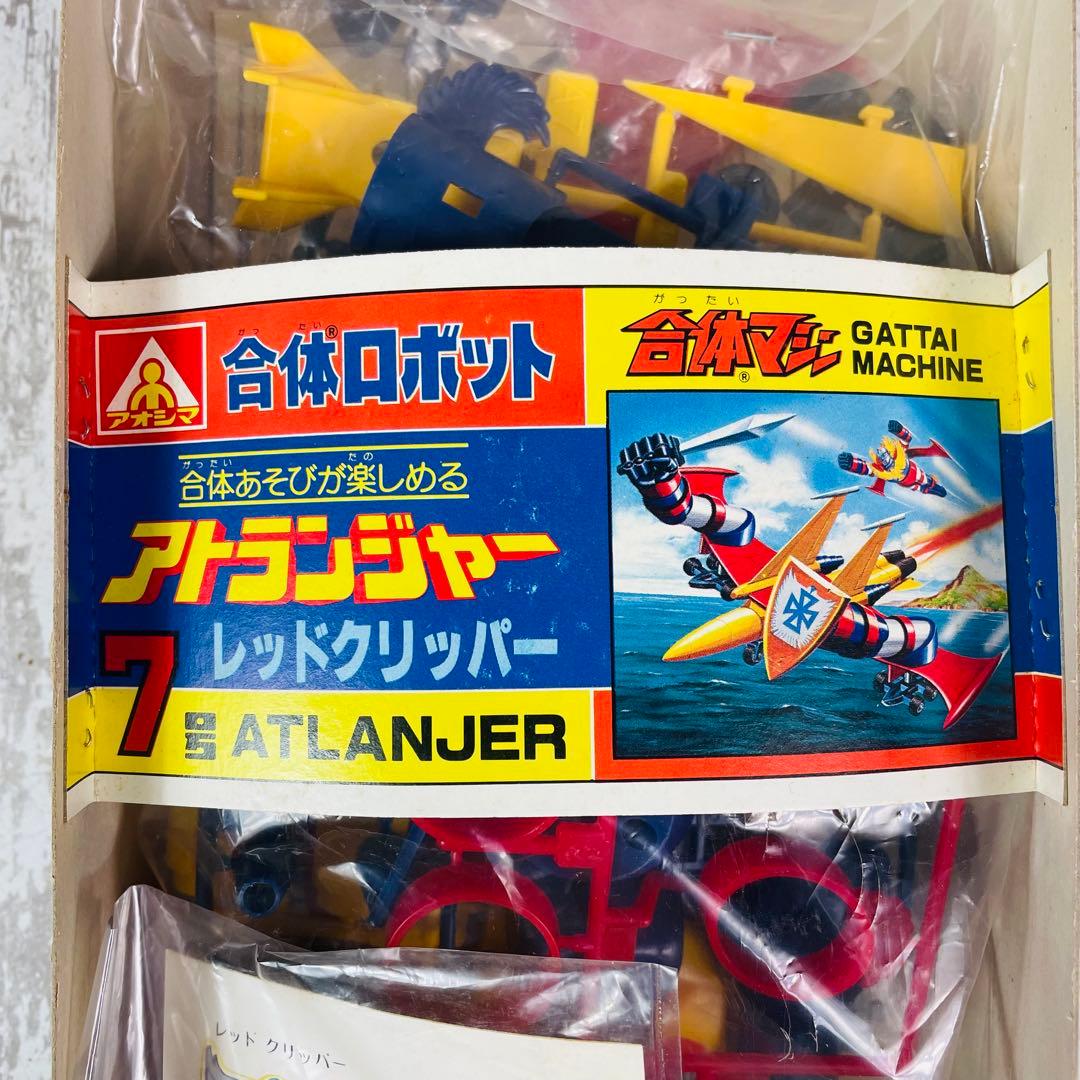 がったい
合体ロボット
アオシマ
がったい
合体マシン
GATTAI
MACHINE
がったい たの
合体あそびが楽しめる
アトランジャー
7 レッドクリッパー
ATLANJER
レッド クリッパー